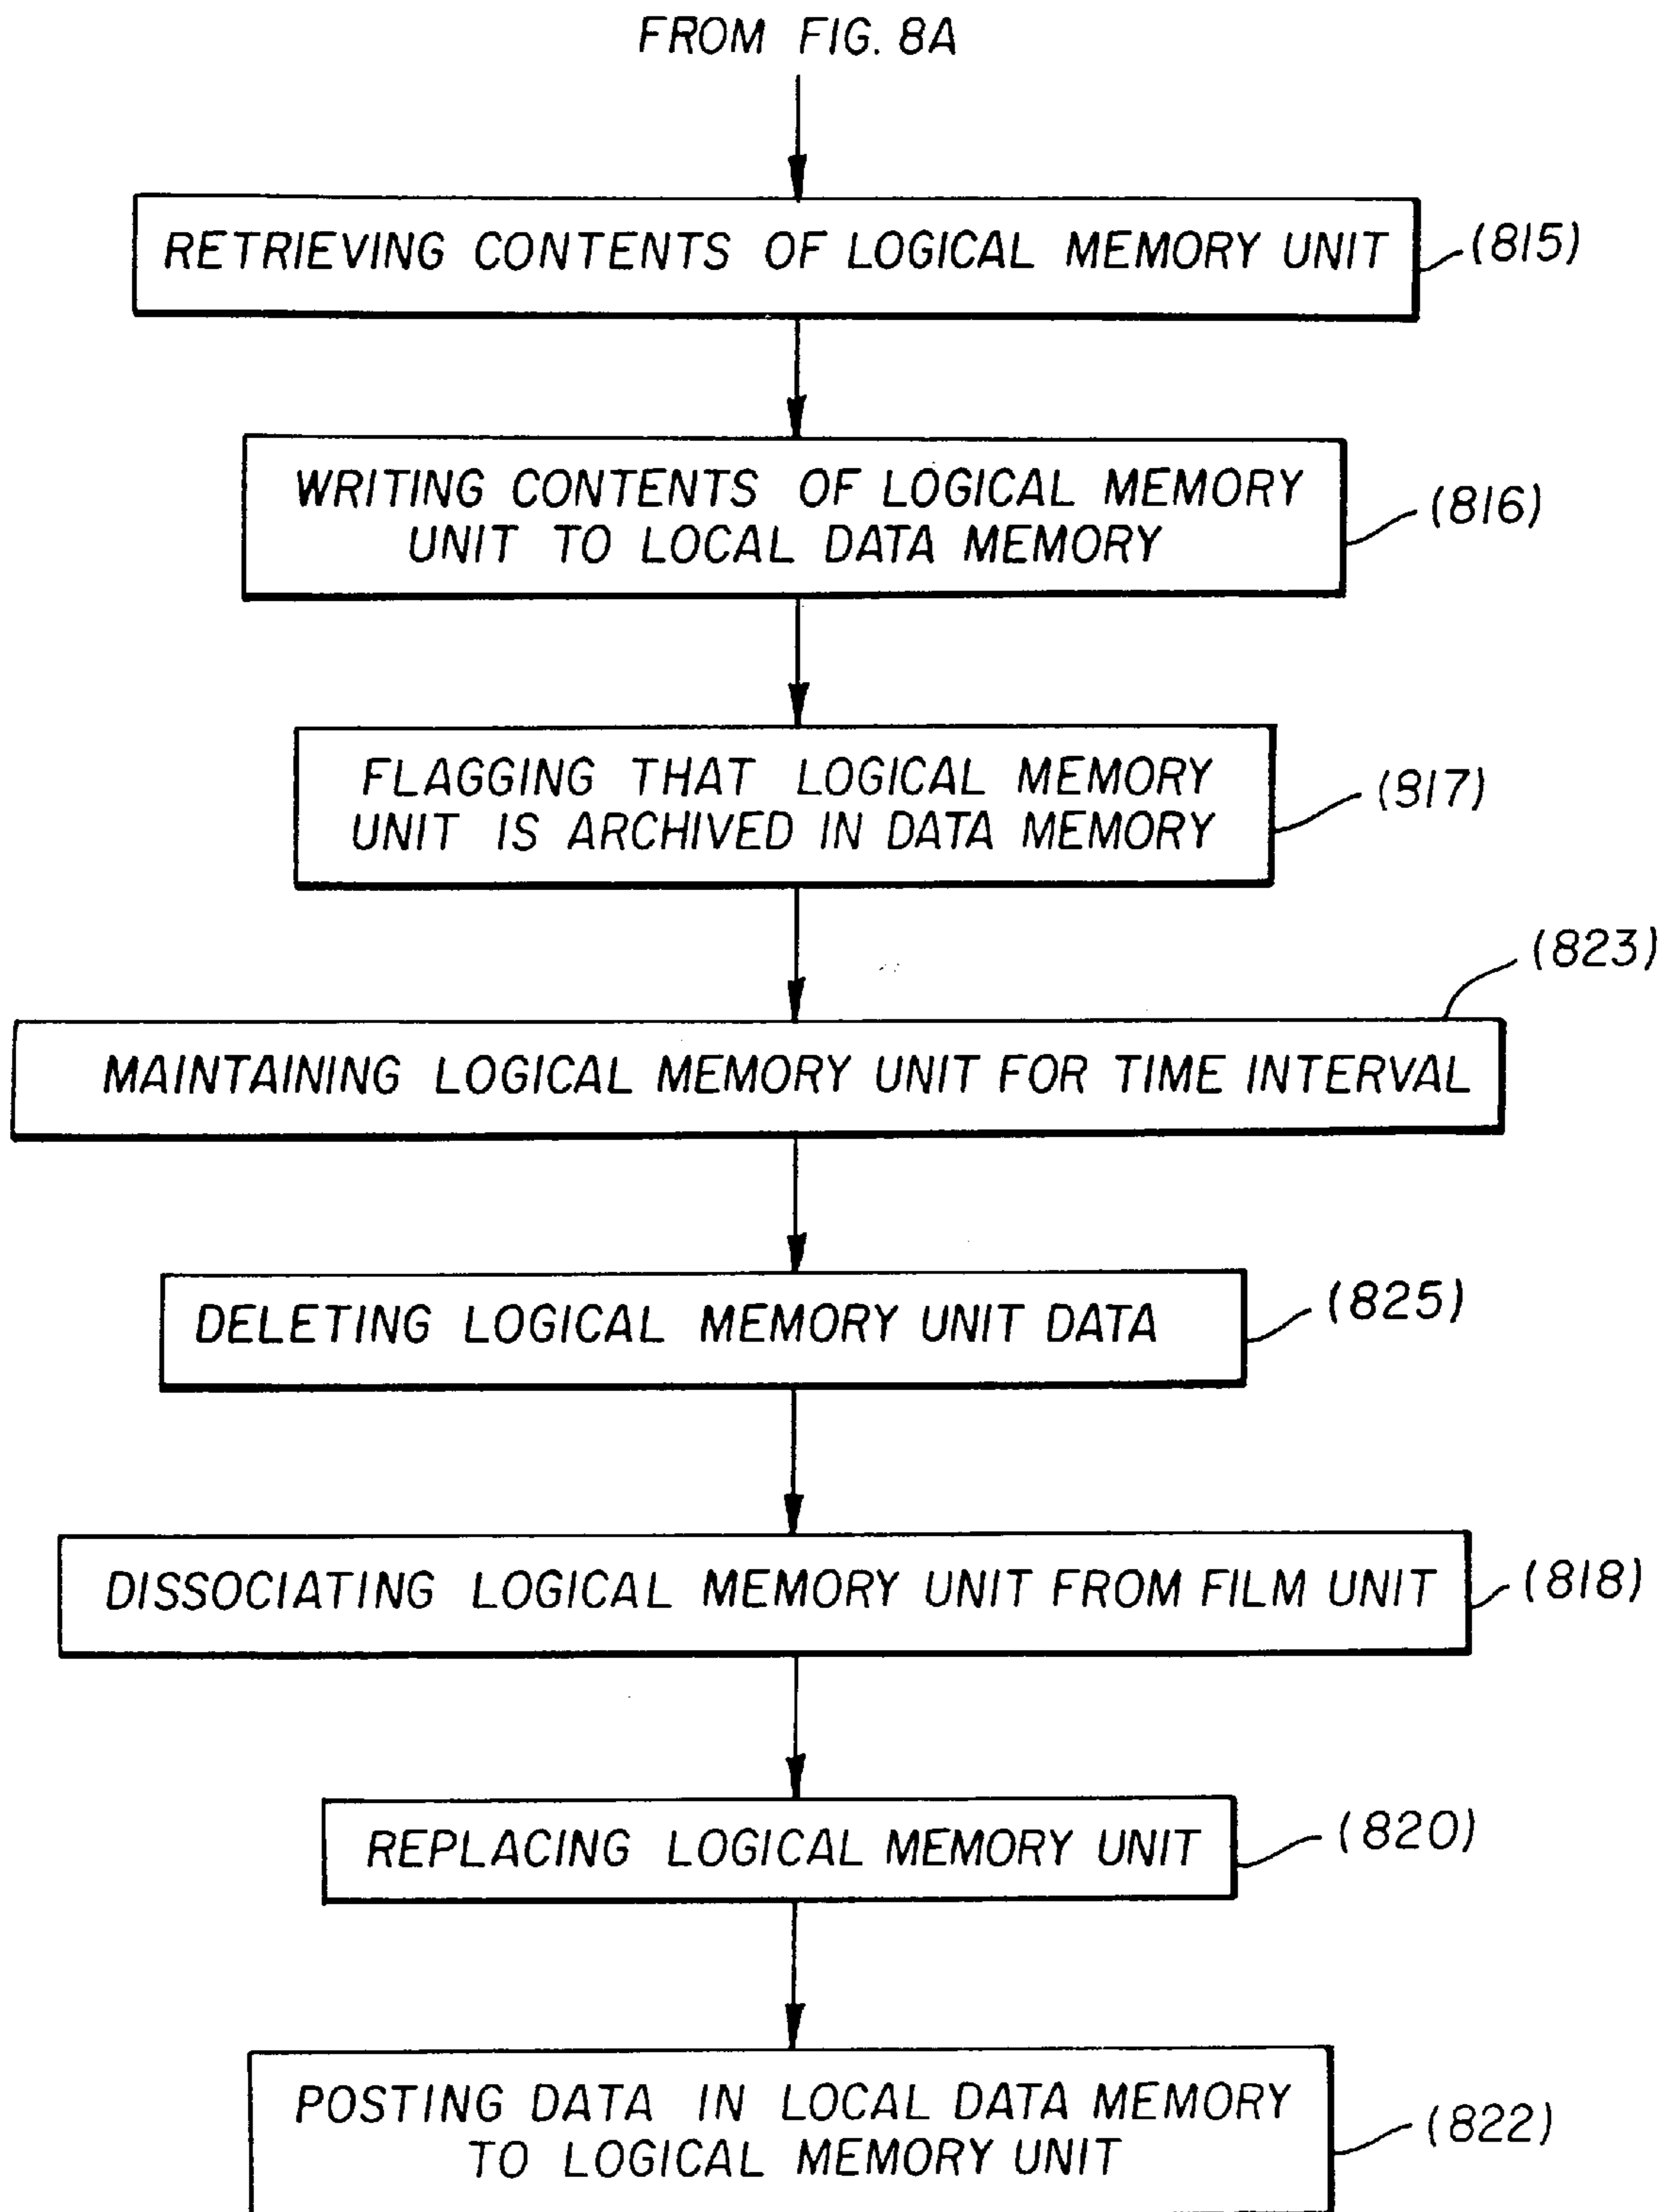 FROM FIG. 8A
RETRIEVING CONTENTS OF LOGICAL MEMORY UNIT
(815)
WRITING CONTENTS OF LOGICAL MEMORY
UNIT TO LOCAL DATA MEMORY
(816)
FLAGGING THAT LOGICAL MEMORY
UNIT IS ARCHIVED IN DATA MEMORY
(817)
(823)
MAINTAINING LOGICAL MEMORY UNIT FOR TIME INTERVAL
DELETING LOGICAL MEMORY UNIT DATA
(825)
DISSOCIATING LOGICAL MEMORY UNIT FROM FILM UNIT
(818)
REPLACING LOGICAL MEMORY UNIT
(820)
POSTING DATA IN LOCAL DATA MEMORY
TO LOGICAL MEMORY UNIT
(822)